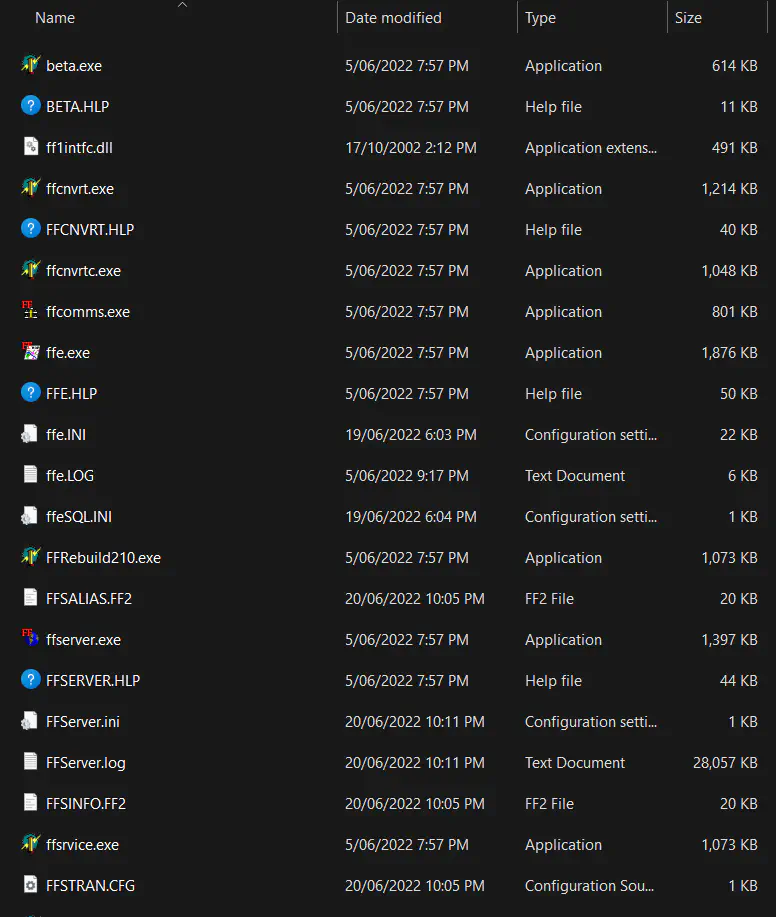 Name Date modified Type Size
beta.exe 5/06/2022 7:57 PM Application 614 KB
BETA.HLP 5/06/2022 7:57 PM Help file 11 KB
ff1intfc.dll 17/10/2002 2:12 PM Application extens... 491 KB
ffcnvrt.exe 5/06/2022 7:57 PM Application 1,214 KB
FFCNVRT.HLP 5/06/2022 7:57 PM Help file 40 KB
ffcnvrtc.exe 5/06/2022 7:57 PM Application 1,048 KB
ffcomms.exe 5/06/2022 7:57 PM Application 801 KB
ffe.exe 5/06/2022 7:57 PM Application 1,876 KB
FFE.HLP 5/06/2022 7:57 PM Help file 50 KB
ffe.INI 19/06/2022 6:03 PM Configuration setti... 22 KB
ffe.LOG 5/06/2022 9:17 PM Text Document 6 KB
ffeSQL.INI 19/06/2022 6:04 PM Configuration setti... 1 KB
FFRebuild210.exe 5/06/2022 7:57 PM Application 1,073 KB
FFSALIAS.FF2 20/06/2022 10:05 PM FF2 File 20 KB
ffserver.exe 5/06/2022 7:57 PM Application 1,397 KB
FFSERVER.HLP 5/06/2022 7:57 PM Help file 44 KB
FFServer.ini 20/06/2022 10:11 PM Configuration setti... 1 KB
FFServer.log 20/06/2022 10:11 PM Text Document 28,057 KB
FFSINFO.FF2 20/06/2022 10:05 PM FF2 File 20 KB
ffsrvice.exe 5/06/2022 7:57 PM Application 1,073 KB
FFSTRAN.CFG 20/06/2022 10:05 PM Configuration Sou... 1 KB